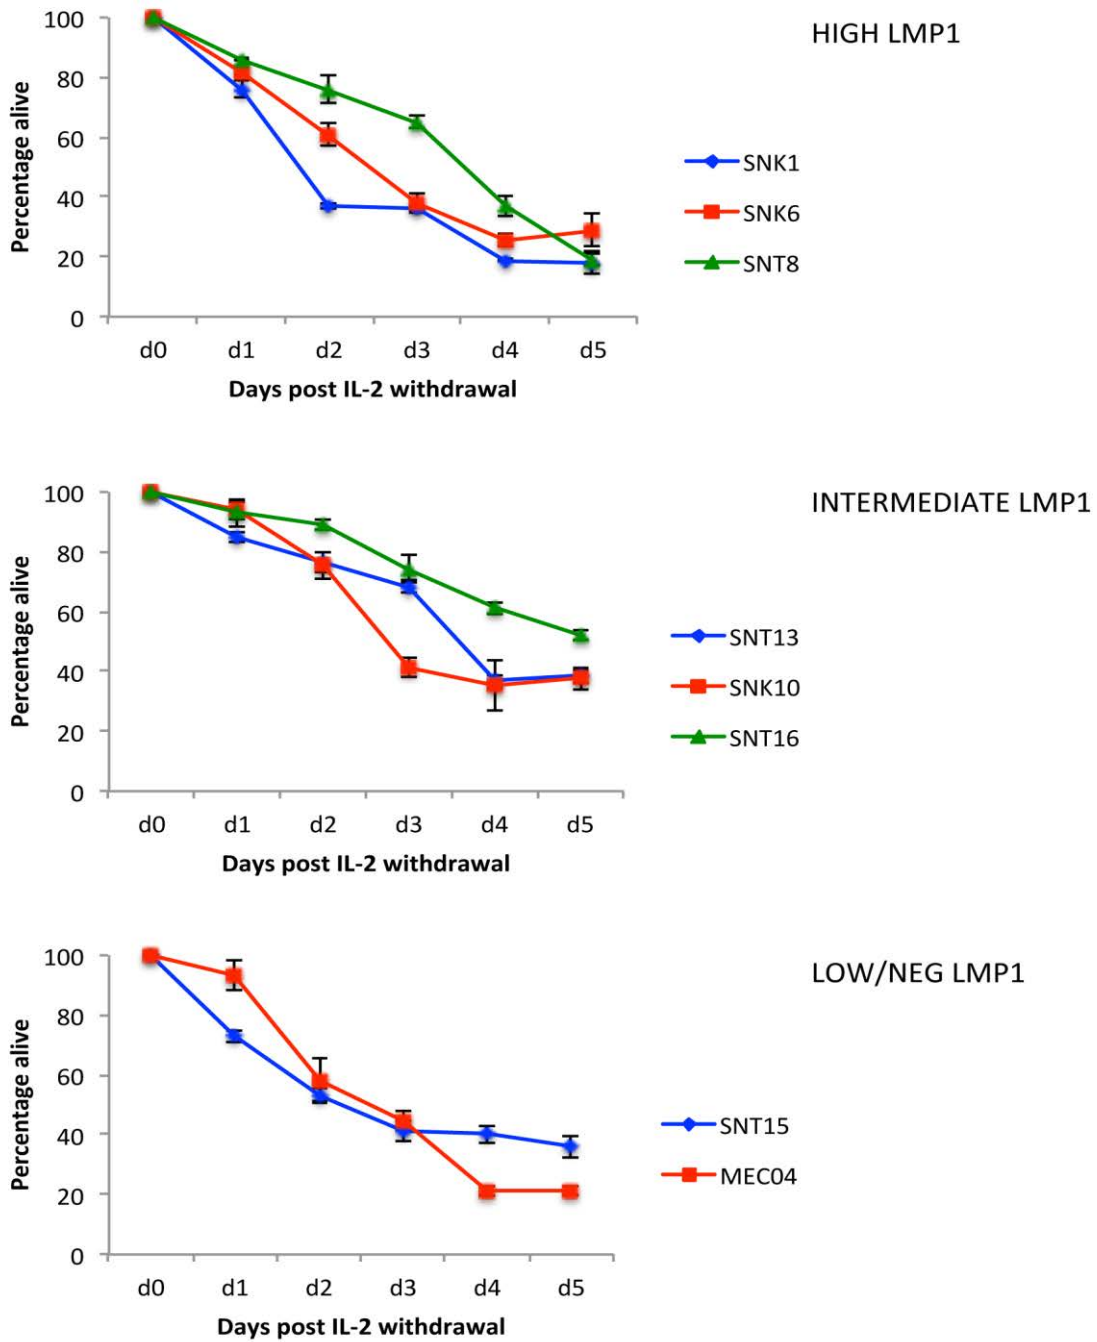 HIGH LMP1
Percentage alive
100
80
60
40
20
0
d0 d1 d2 d3 d4 d5
Days post IL-2 withdrawal
SNK1
SNK6
SNT8
INTERMEDIATE LMP1
Percentage alive
100
80
60
40
20
0
d0 d1 d2 d3 d4 d5
Days post IL-2 withdrawal
SNT13
SNK10
SNT16
LOW/NEG LMP1
Percentage alive
100
80
60
40
20
0
d0 d1 d2 d3 d4 d5
Days post IL-2 withdrawal
SNT15
MEC04